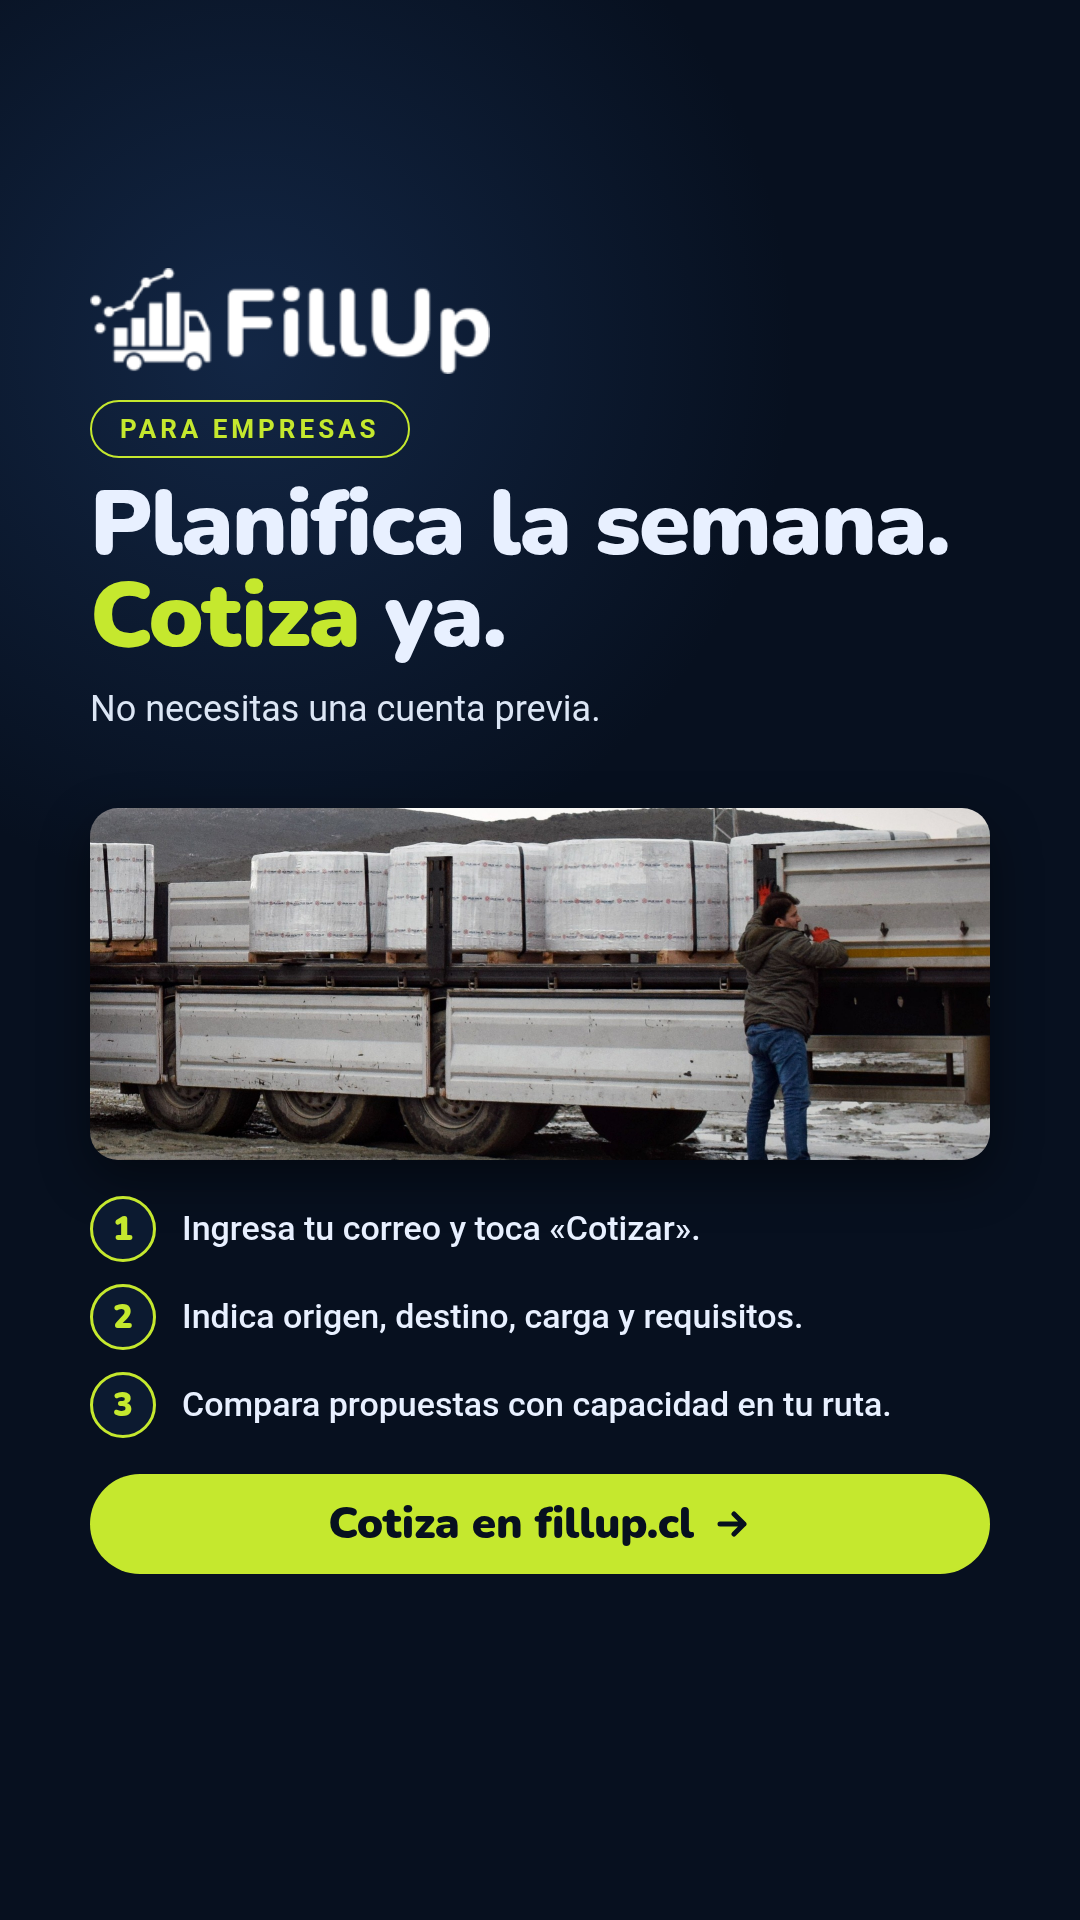 FillUp
PARA EMPRESAS
Planifica la semana.
Cotiza ya.
No necesitas una cuenta previa.
1 Ingresa tu correo y toca «Cotizar».
2 Indica origen, destino, carga y requisitos.
3 Compara propuestas con capacidad en tu ruta.
Cotiza en fillup.cl →